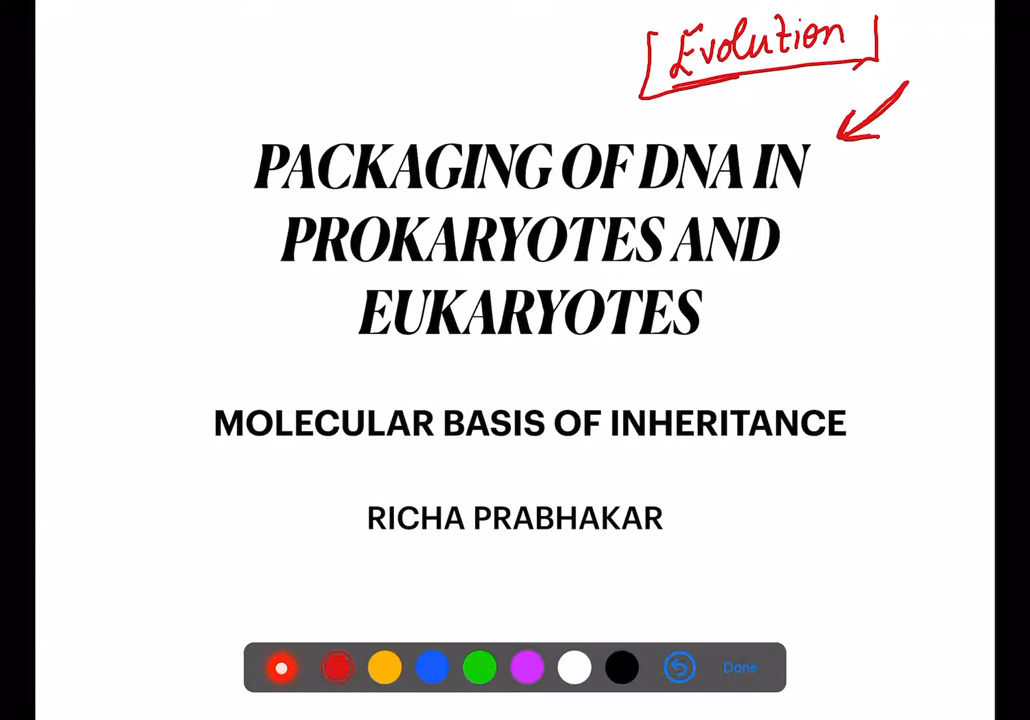 Evolution
PACKAGING OF DNA IN
PROKARYOTES AND
EUKARYOTES
MOLECULAR BASIS OF INHERITANCE
RICHA PRABHAKAR
Done